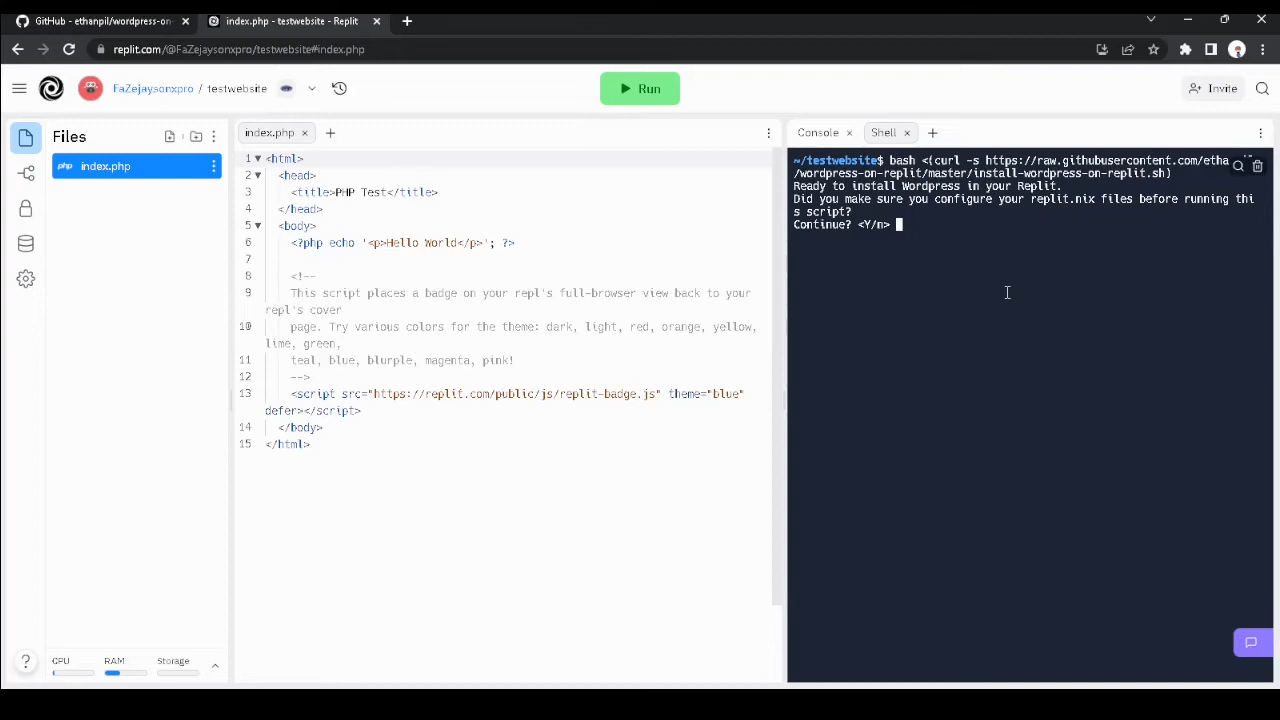 GitHub - ethanpil/wordpress-on-
index.php - testwebsite - Replit
replit.com/@FaZejaysonxpro/testwebsite#index.php
FaZejaysonxpro / testwebsite
Run
Invite
Files
index.php
Console
Shell
php index.php
1 <html>
2 <head>
3 <title>PHP Test</title>
4 </head>
5 <body>
6 <?php echo '<p>Hello World</p>'; ?>
7
8 <!--
9 This script places a badge on your repl's full-browser view back to your
repl's cover
10 page. Try various colors for the theme: dark, light, red, orange, yellow,
lime, green,
11 teal, blue, blurple, magenta, pink!
12 -->
13 <script src="https://replit.com/public/js/replit-badge.js" theme="blue"
defer></script>
14 </body>
15 </html>
~/testwebsite$ bash <(curl -s https://raw.githubusercontent.com/etha
/wordpress-on-replit/master/install-wordpress-on-replit.sh)
Ready to install Wordpress in your Replit.
Did you make sure you configure your replit.nix files before running thi
s script?
Continue? <Y/n>
CPU
RAM
Storage